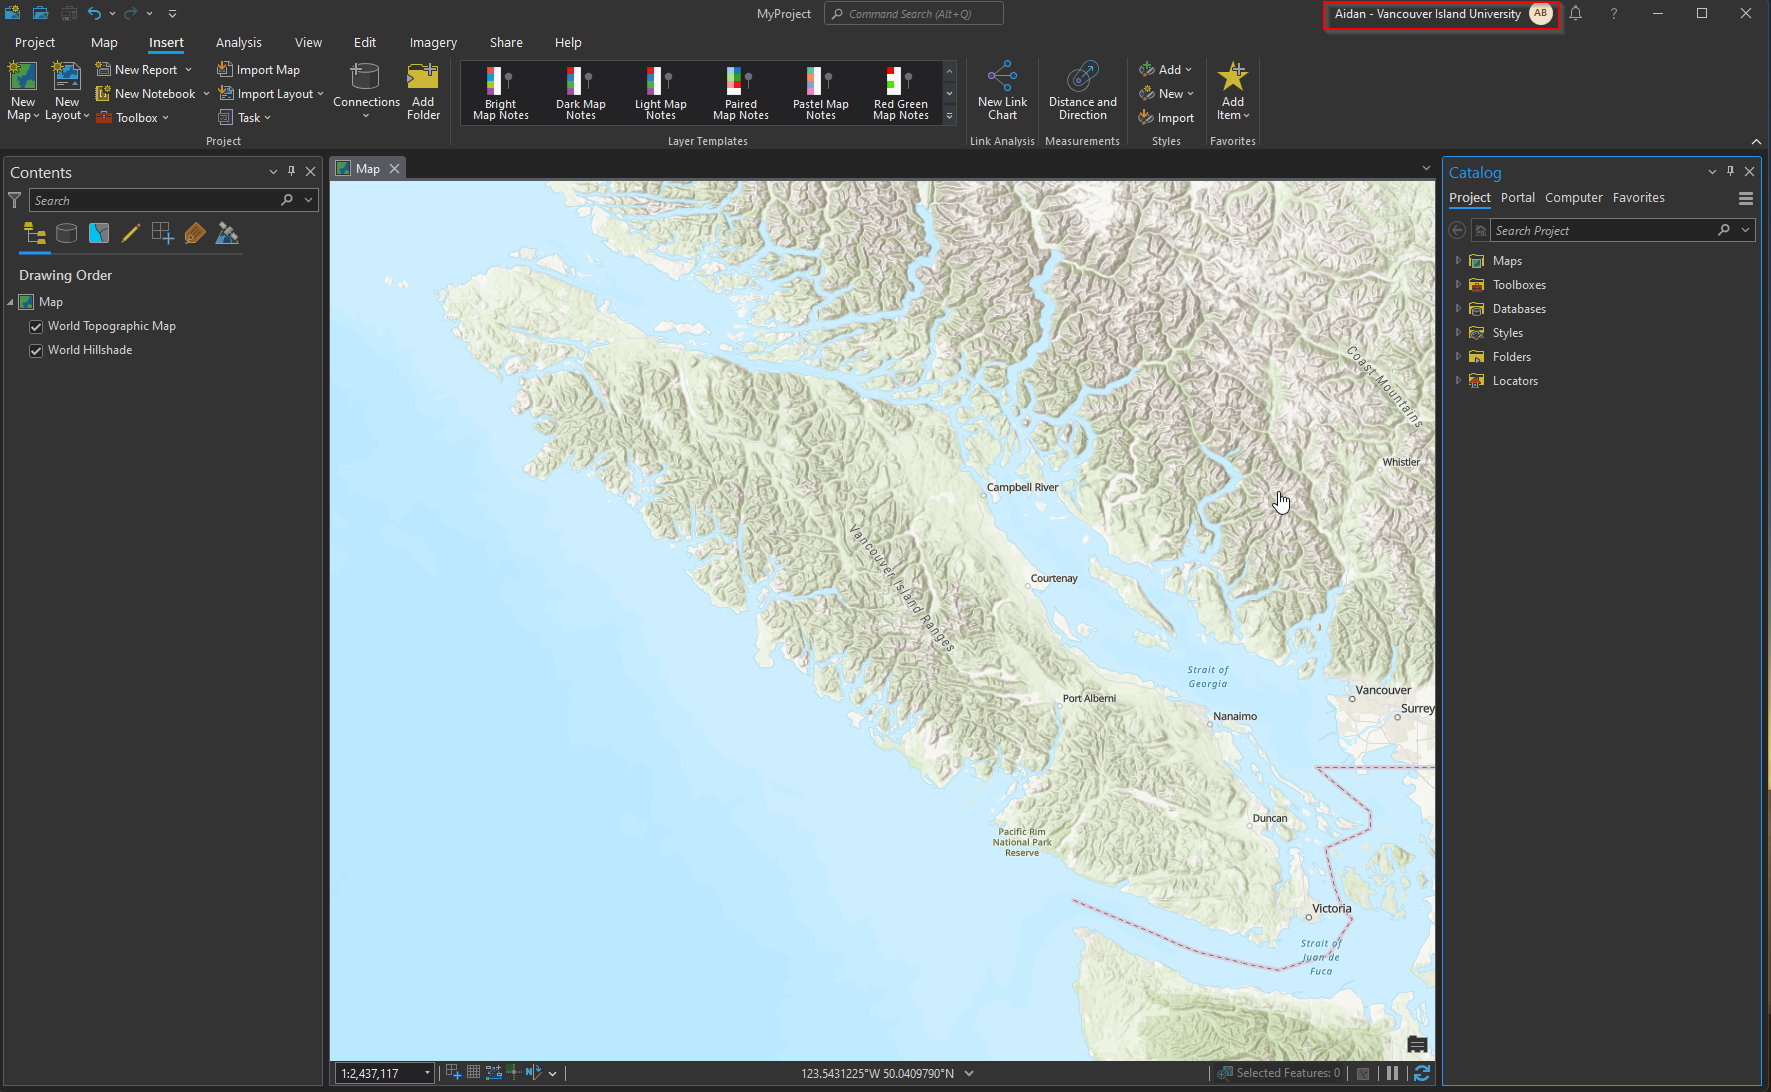 MyProject
Command Search (Alt+Q)
Aidan - Vancouver Island University
AB
?
Project
Map
Insert
Analysis
View
Edit
Imagery
Share
Help
New Map
New Layout
New Report
New Notebook
Toolbox
Import Map
Import Layout
Task
Connections
Add Folder
Project
Bright Map Notes
Dark Map Notes
Light Map Notes
Paired Map Notes
Pastel Map Notes
Red Green Map Notes
Layer Templates
New Link Chart
Link Analysis
Distance and Direction
Measurements
Add
New
Import
Styles
Add Item
Favorites
Contents
Search
Drawing Order
Map
World Topographic Map
World Hillshade
Map
Coast Mountains
Whistler
Campbell River
Vancouver Island Ranges
Courtenay
Strait of
Georgia
Port Alberni
Vancouver
Surrey
Nanaimo
Duncan
Pacific Rim
National Park
Reserve
Victoria
Strait of
Juan de
Fuca
1:2,437,117
N
123.5431225°W 50.0409790°N
Selected Features: 0
Catalog
Project
Portal
Computer
Favorites
Search Project
Maps
Toolboxes
Databases
Styles
Folders
Locators